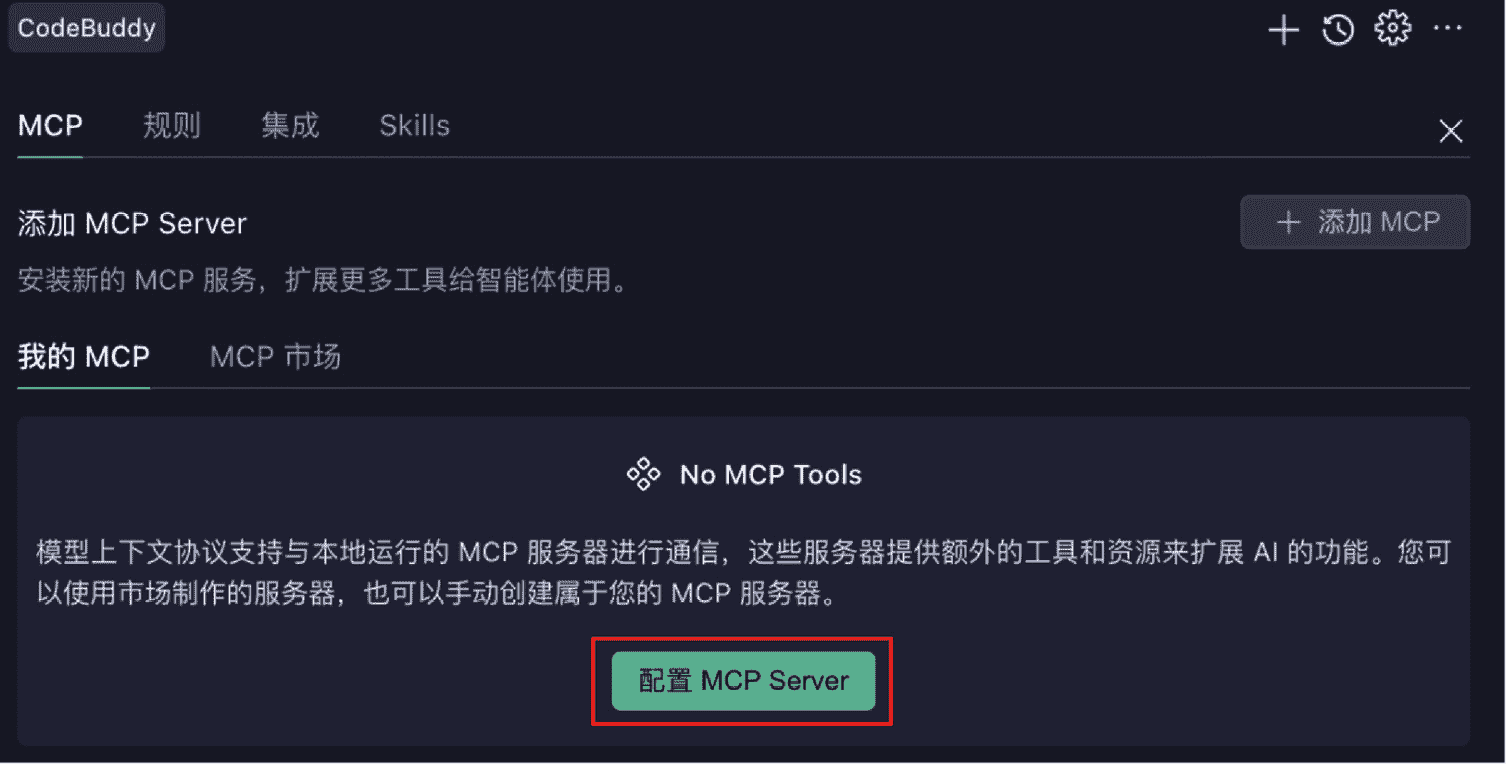 CodeBuddy
MCP 规则 集成 Skills
添加 MCP Server
添加 MCP
安装新的 MCP 服务，扩展更多工具给智能体使用。
我的 MCP MCP 市场
No MCP Tools
模型上下文协议支持与本地运行的 MCP 服务器进行通信，这些服务器提供额外的工具和资源来扩展 AI 的功能。您可
以使用市场制作的服务器，也可以手动创建属于您的 MCP 服务器。
配置 MCP Server